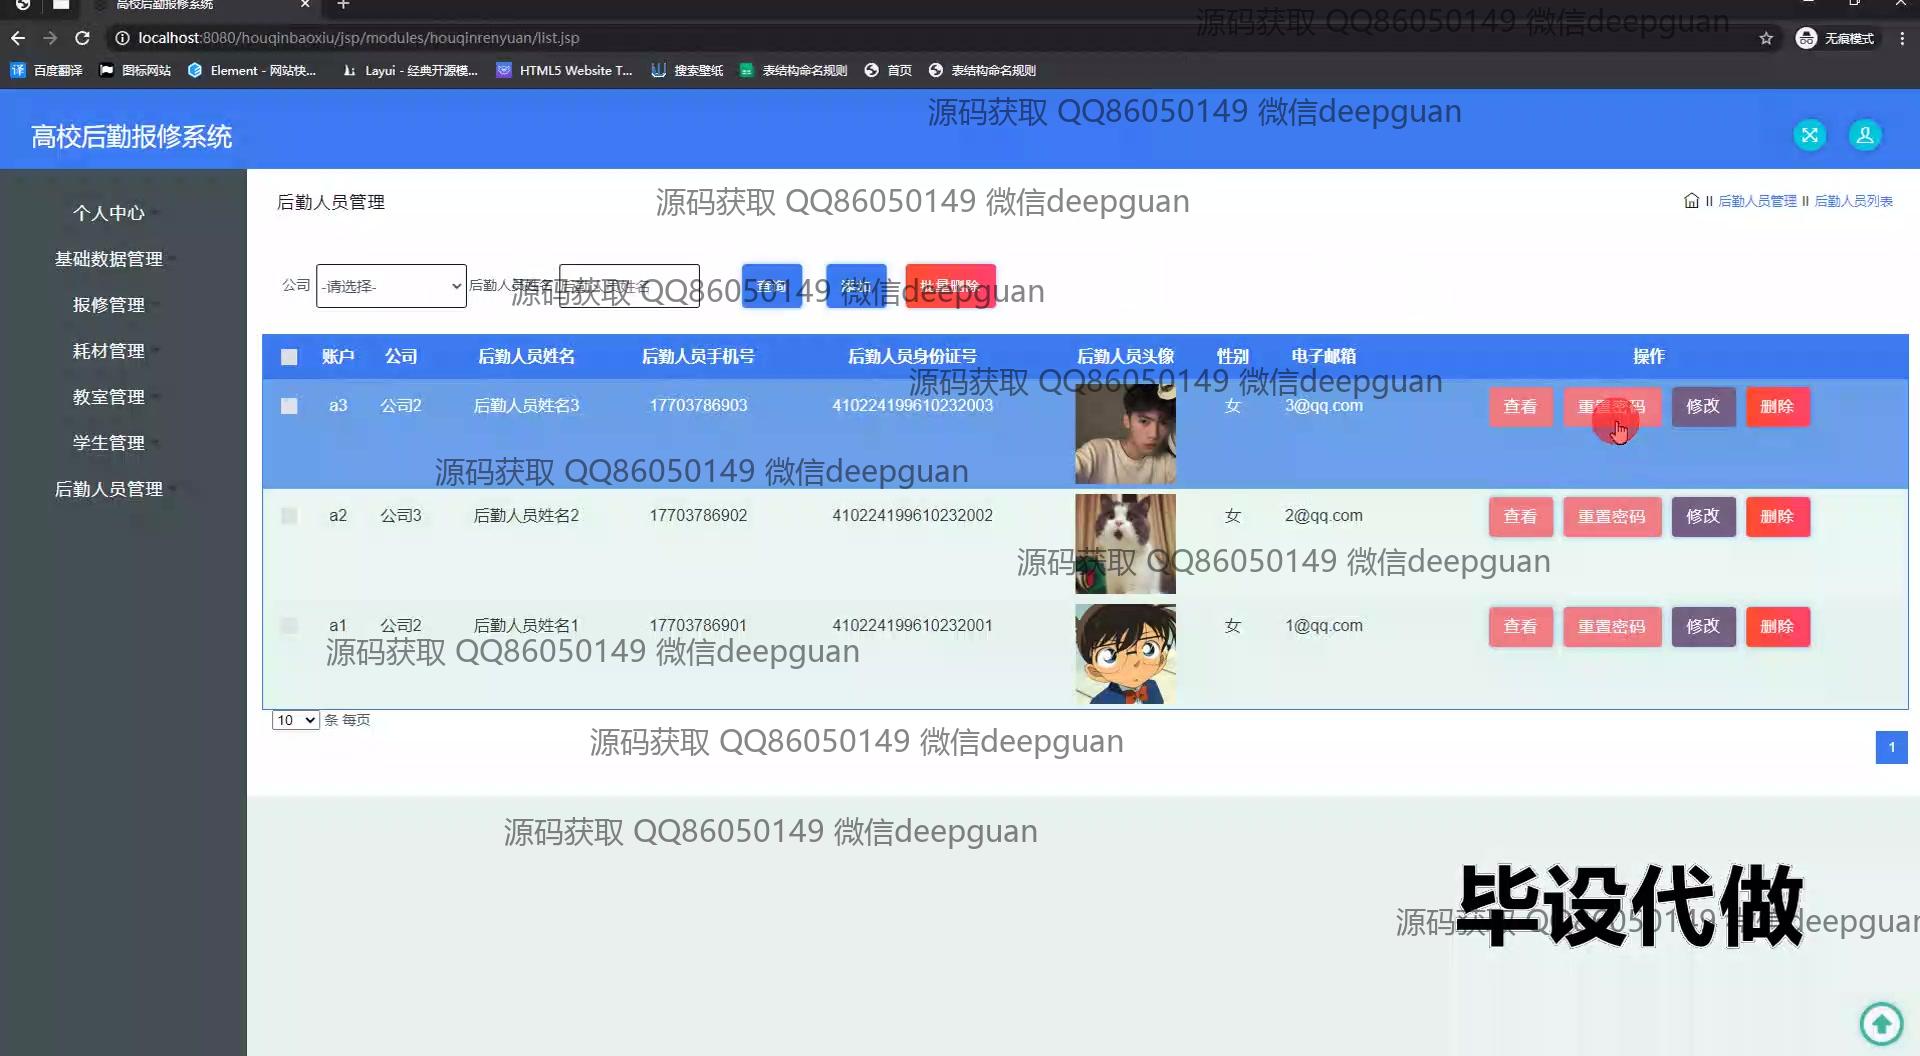 高校后勤报修系统
localhost:8080/houqinbaoxiu/jsp/modules/houqinrenyuan/list.jsp
无痕模式
源码获取 QQ86050149 微信deepguan
百度翻译 图标网站 Element - 网站快... Layui - 经典开源模... HTML5 Website T... 搜索壁纸 表结构命名规则 首页 表结构命名规则
源码获取 QQ86050149 微信deepguan
高校后勤报修系统
个人中心
基础数据管理
报修管理
耗材管理
教室管理
学生管理
后勤人员管理
后勤人员管理
源码获取 QQ86050149 微信deepguan
II 后勤人员管理 II 后勤人员列表
公司 -请选择- 后勤人员姓名 后勤人员姓名 查询 添加 批量删除
源码获取 QQ86050149 微信deepguan
账户 公司 后勤人员姓名 后勤人员手机号 后勤人员身份证号 后勤人员头像 性别 电子邮箱 操作
源码获取 QQ86050149 微信deepguan
a3 公司2 后勤人员姓名3 17703786903 410224199610232003 女 3@qq.com 查看 重置密码 修改 删除
源码获取 QQ86050149 微信deepguan
a2 公司3 后勤人员姓名2 17703786902 410224199610232002 女 2@qq.com 查看 重置密码 修改 删除
源码获取 QQ86050149 微信deepguan
a1 公司2 后勤人员姓名1 17703786901 410224199610232001 女 1@qq.com 查看 重置密码 修改 删除
源码获取 QQ86050149 微信deepguan
10 条 每页
源码获取 QQ86050149 微信deepguan
1
源码获取 QQ86050149 微信deepguan
毕设代做
源码获取 QQ86050149 微信deepguan